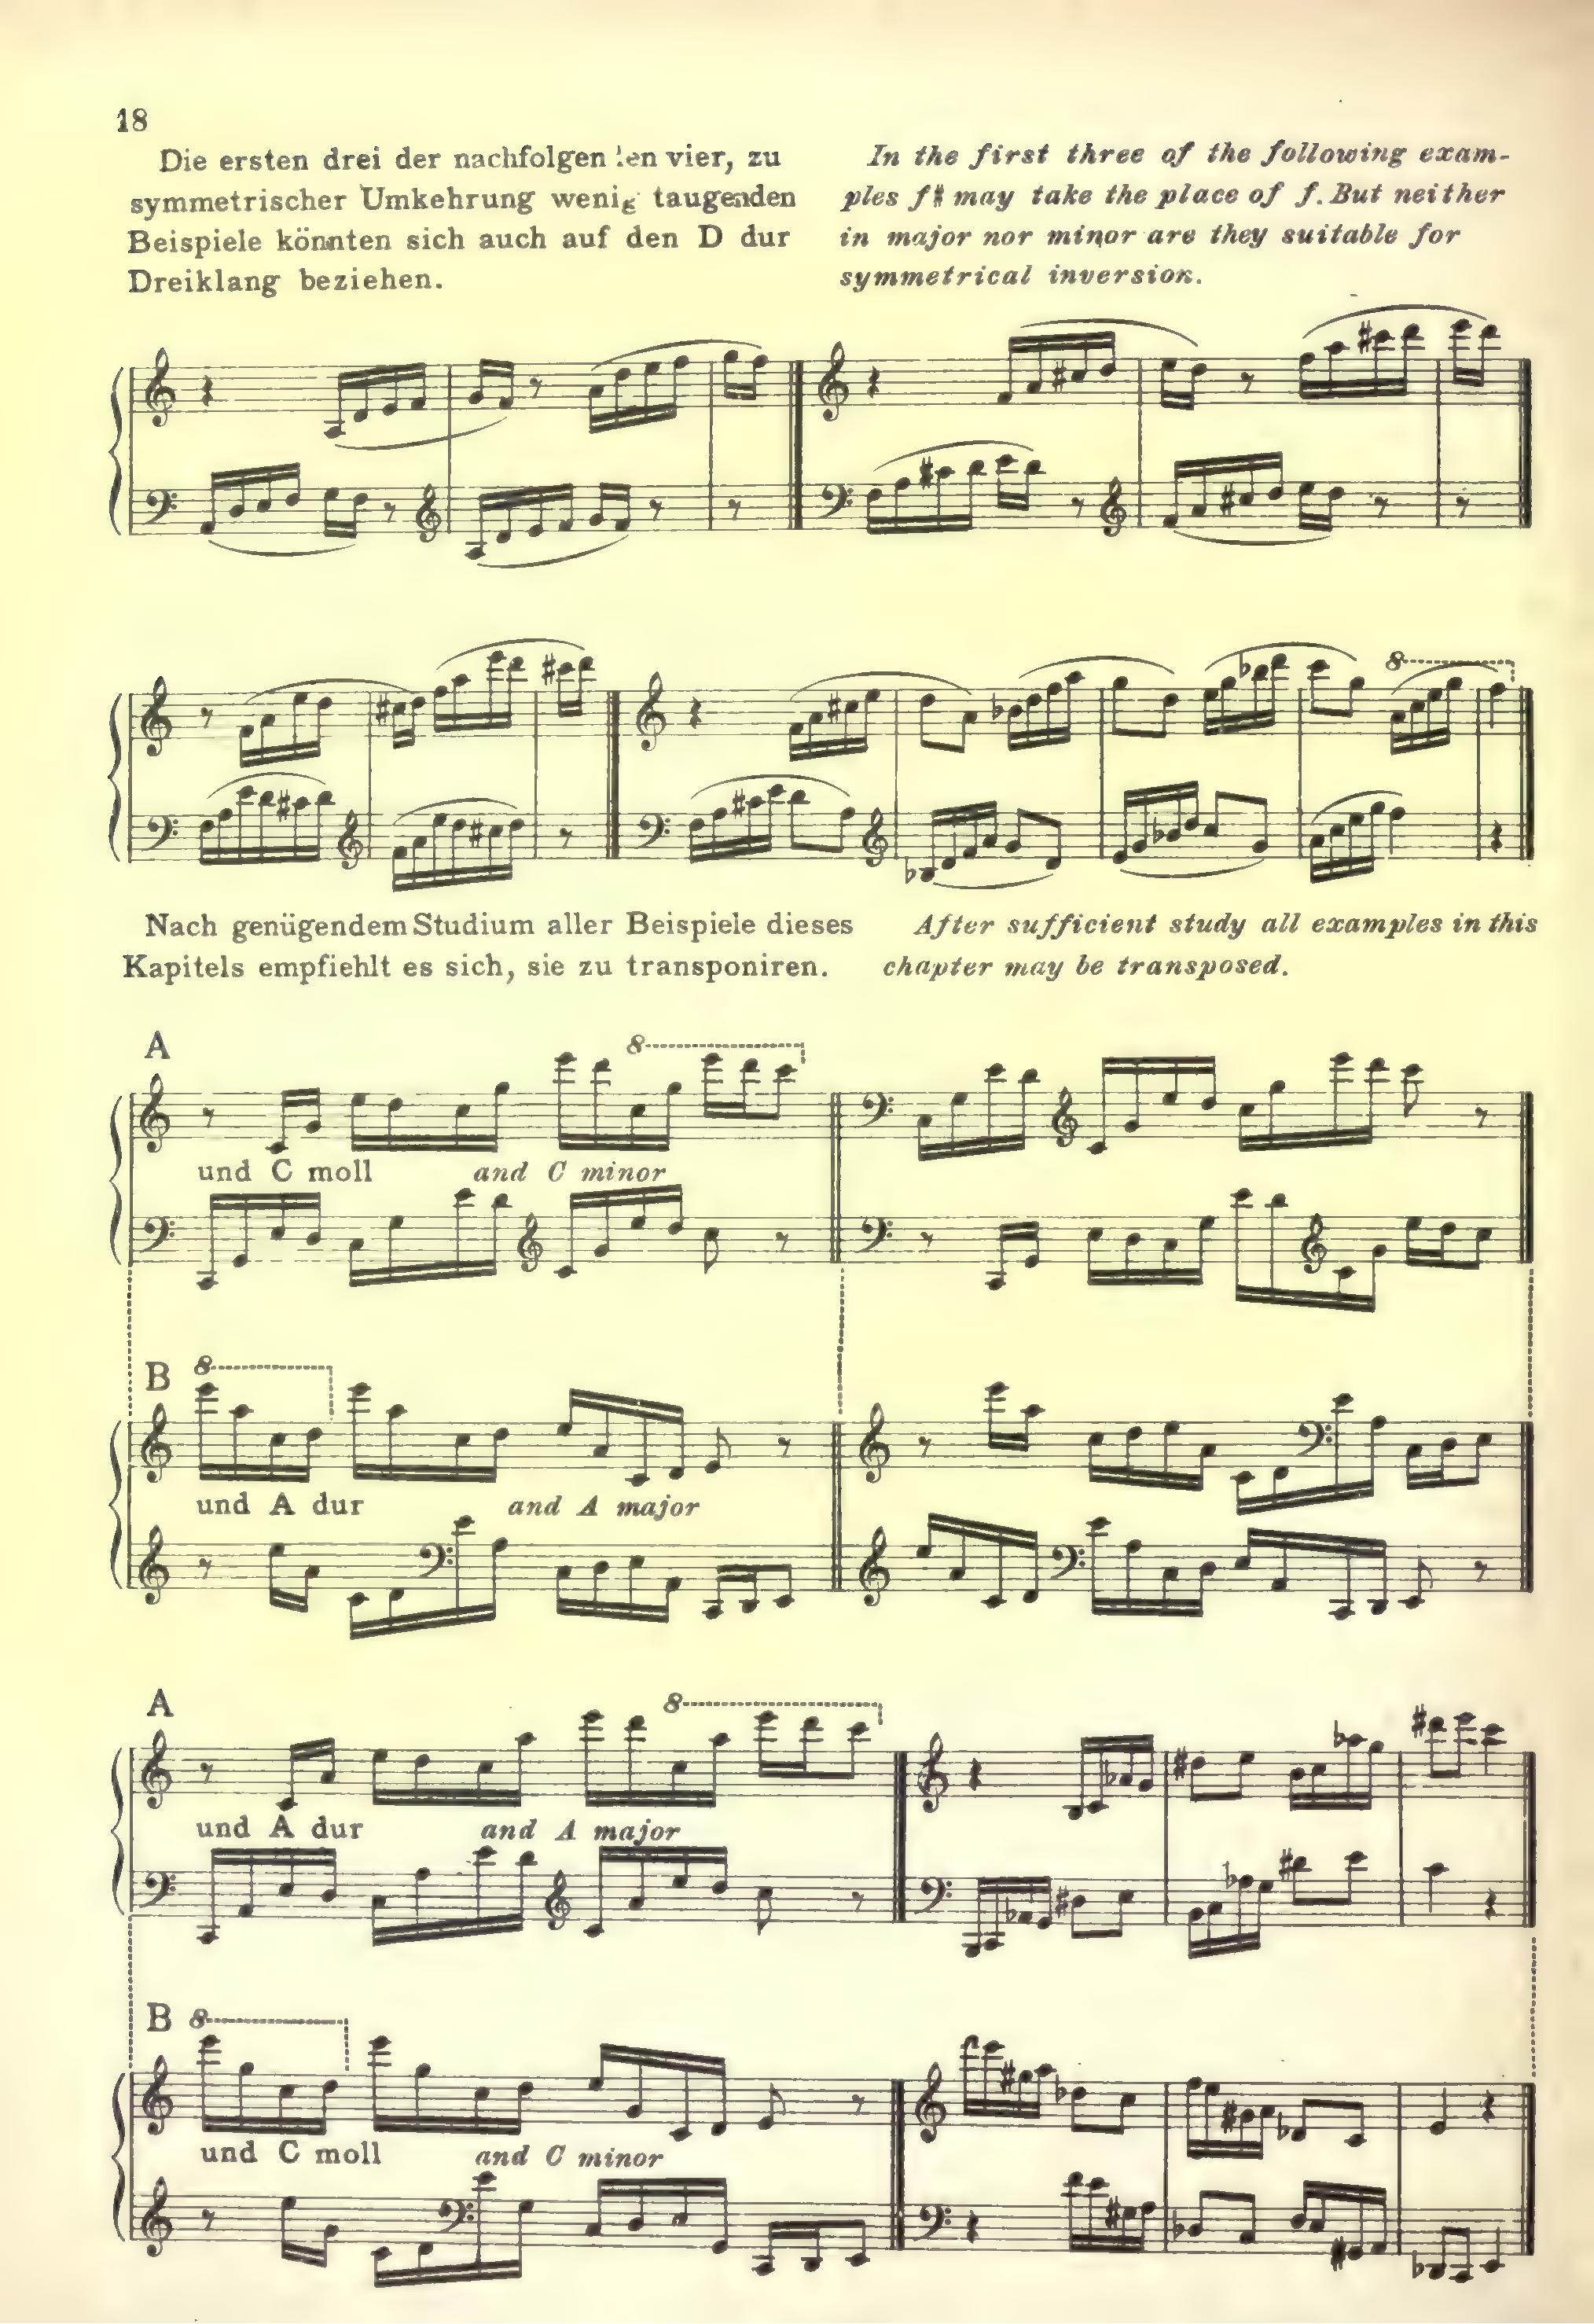 18
Die ersten drei der nachfolgenden vier, zu
symmetrischer Umkehrung wenig taugenden
Beispiele könnten sich auch auf den D dur
Dreiklang beziehen.
In the first three of the following exam-
ples f♯ may take the place of f. But neither
in major nor minor are they suitable for
symmetrical inversion.
8
Nach genügendem Studium aller Beispiele dieses
Kapitels empfiehlt es sich, sie zu transponiren.
After sufficient study all examples in this
chapter may be transposed.
A
8
und C moll and C minor
B 8
und A dur and A major
A
8
und A dur and A major
B 8
und C moll and C minor